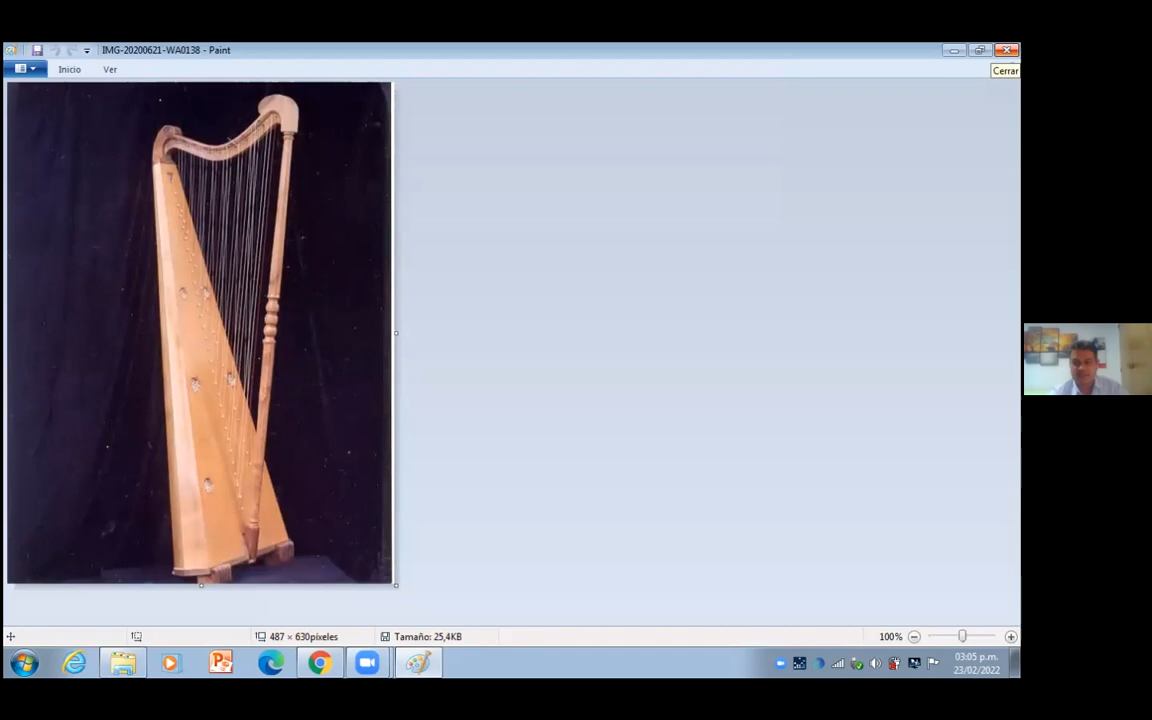 IMG-20200621-WA0138 - Paint
Inicio Ver
Cerrar
487 × 630píxeles
Tamaño: 25,4KB
100%
03:05 p.m.
23/02/2022